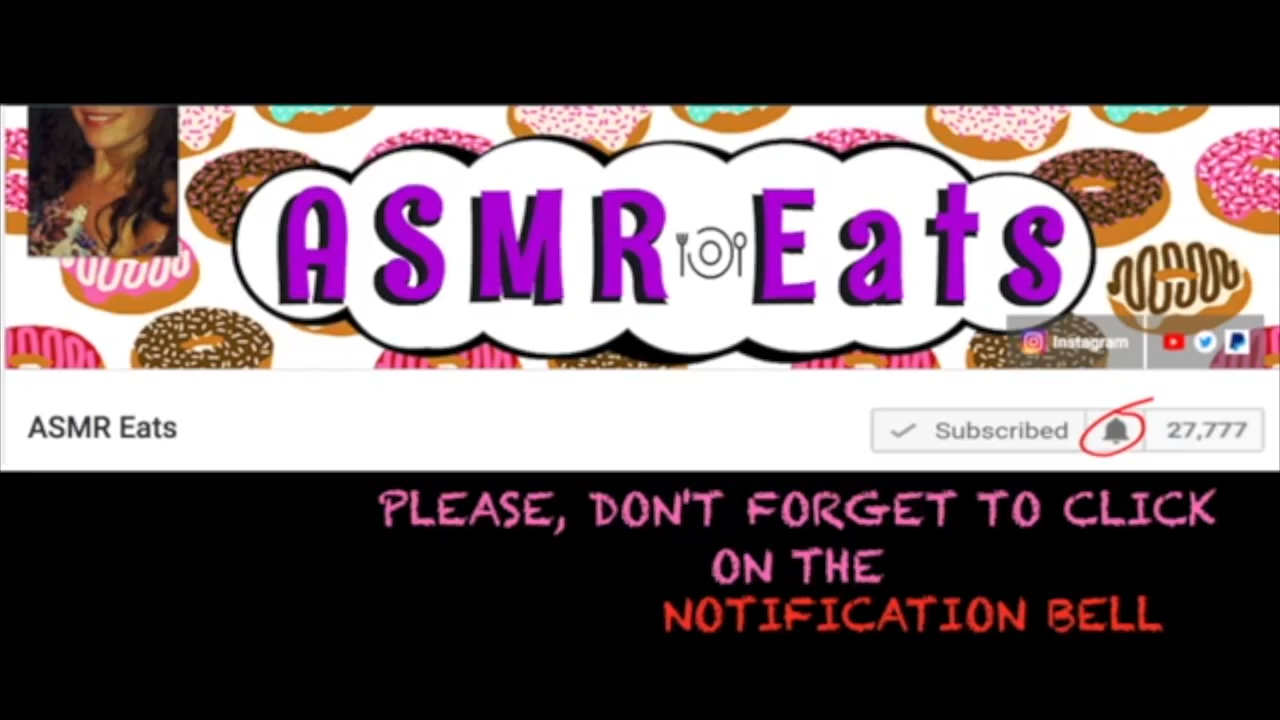 ASMR Eats
Instagram
ASMR Eats
Subscribed 27,777
PLEASE, DON'T FORGET TO CLICK
ON THE
NOTIFICATION BELL